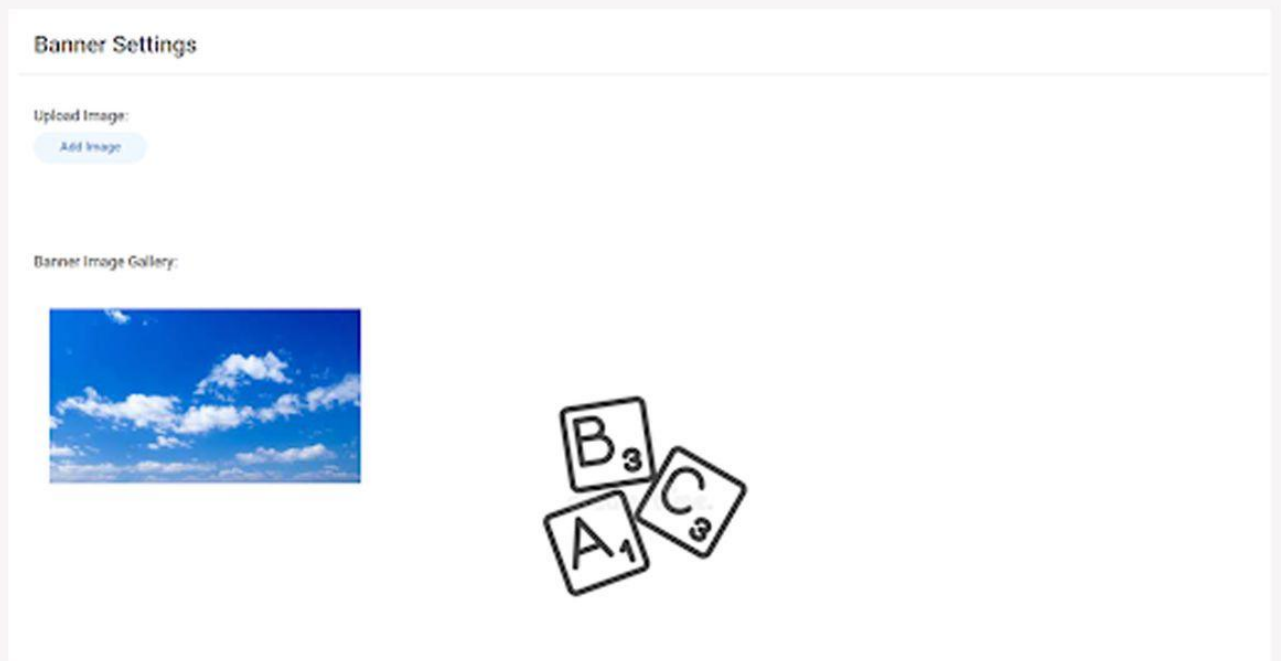 Banner Settings
Upload Image:
Add Image
Banner Image Gallery:
B3
C3
A1